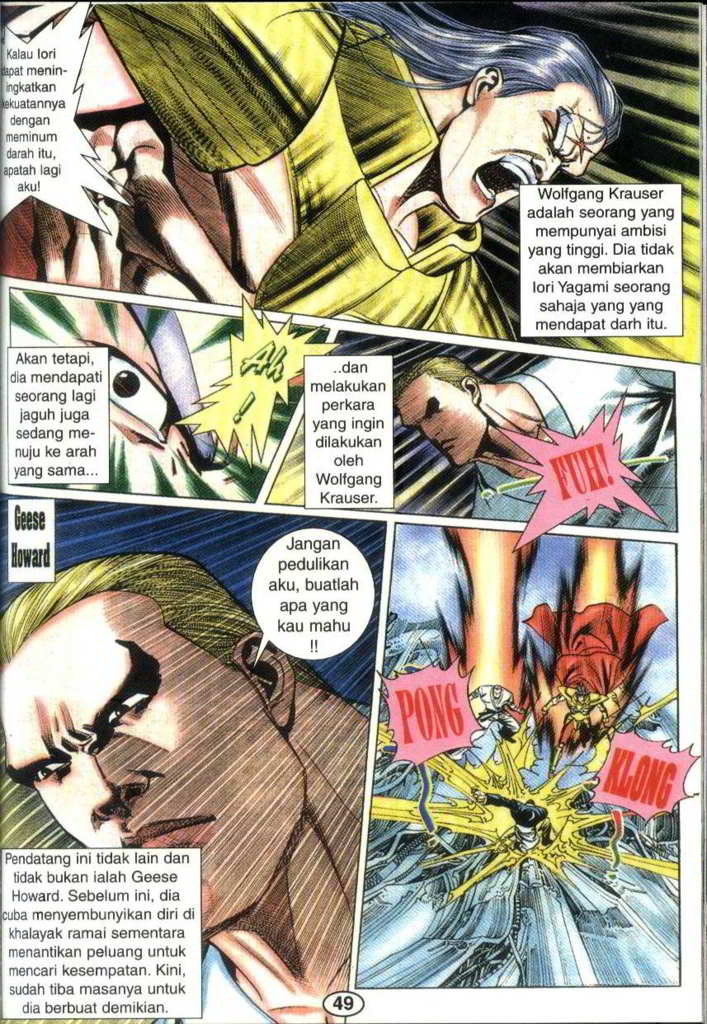 Kalau Iori
dapat menin-
ingkatkan
kekuatannya
dengan
meminum
darah itu,
apatah lagi
aku!
Wolfgang Krauser
adalah seorang yang
mempunyai ambisi
yang tinggi. Dia tidak
akan membiarkan
Iori Yagami seorang
sahaja yang yang
mendapat darh itu.
Akan tetapi,
dia mendapati
seorang lagi
jaguh juga
sedang me-
nuju ke arah
yang sama...
Ah
!
..dan
melakukan
perkara
yang ingin
dilakukan
oleh
Wolfgang
Krauser.
FUH!
Geese
Howard
Jangan
pedulikan
aku, buatlah
apa yang
kau mahu
!!
PONG
KLONG
Pendatang ini tidak lain dan
tidak bukan ialah Geese
Howard. Sebelum ini, dia
cuba menyembunyikan diri di
khalayak ramai sementara
menantikan peluang untuk
mencari kesempatan. Kini,
sudah tiba masanya untuk
dia berbuat demikian.
49